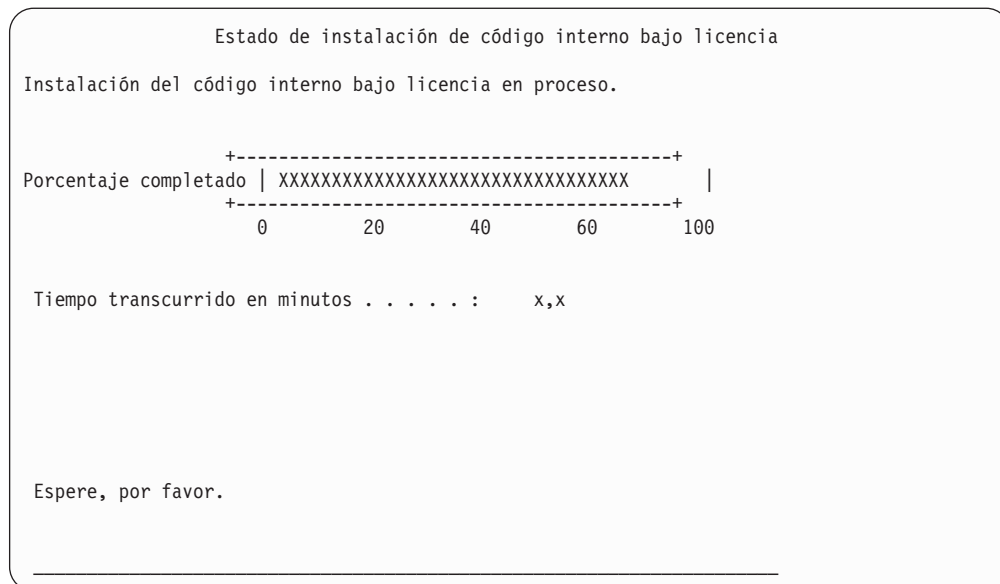 Estado de instalación de código interno bajo licencia
Instalación del código interno bajo licencia en proceso.
+-----------------------------------------+
Porcentaje completado | XXXXXXXXXXXXXXXXXXXXXXXXXXXXXXXXX |
+-----------------------------------------+
0 20 40 60 100
Tiempo transcurrido en minutos . . . . . : x,x
Espere, por favor.